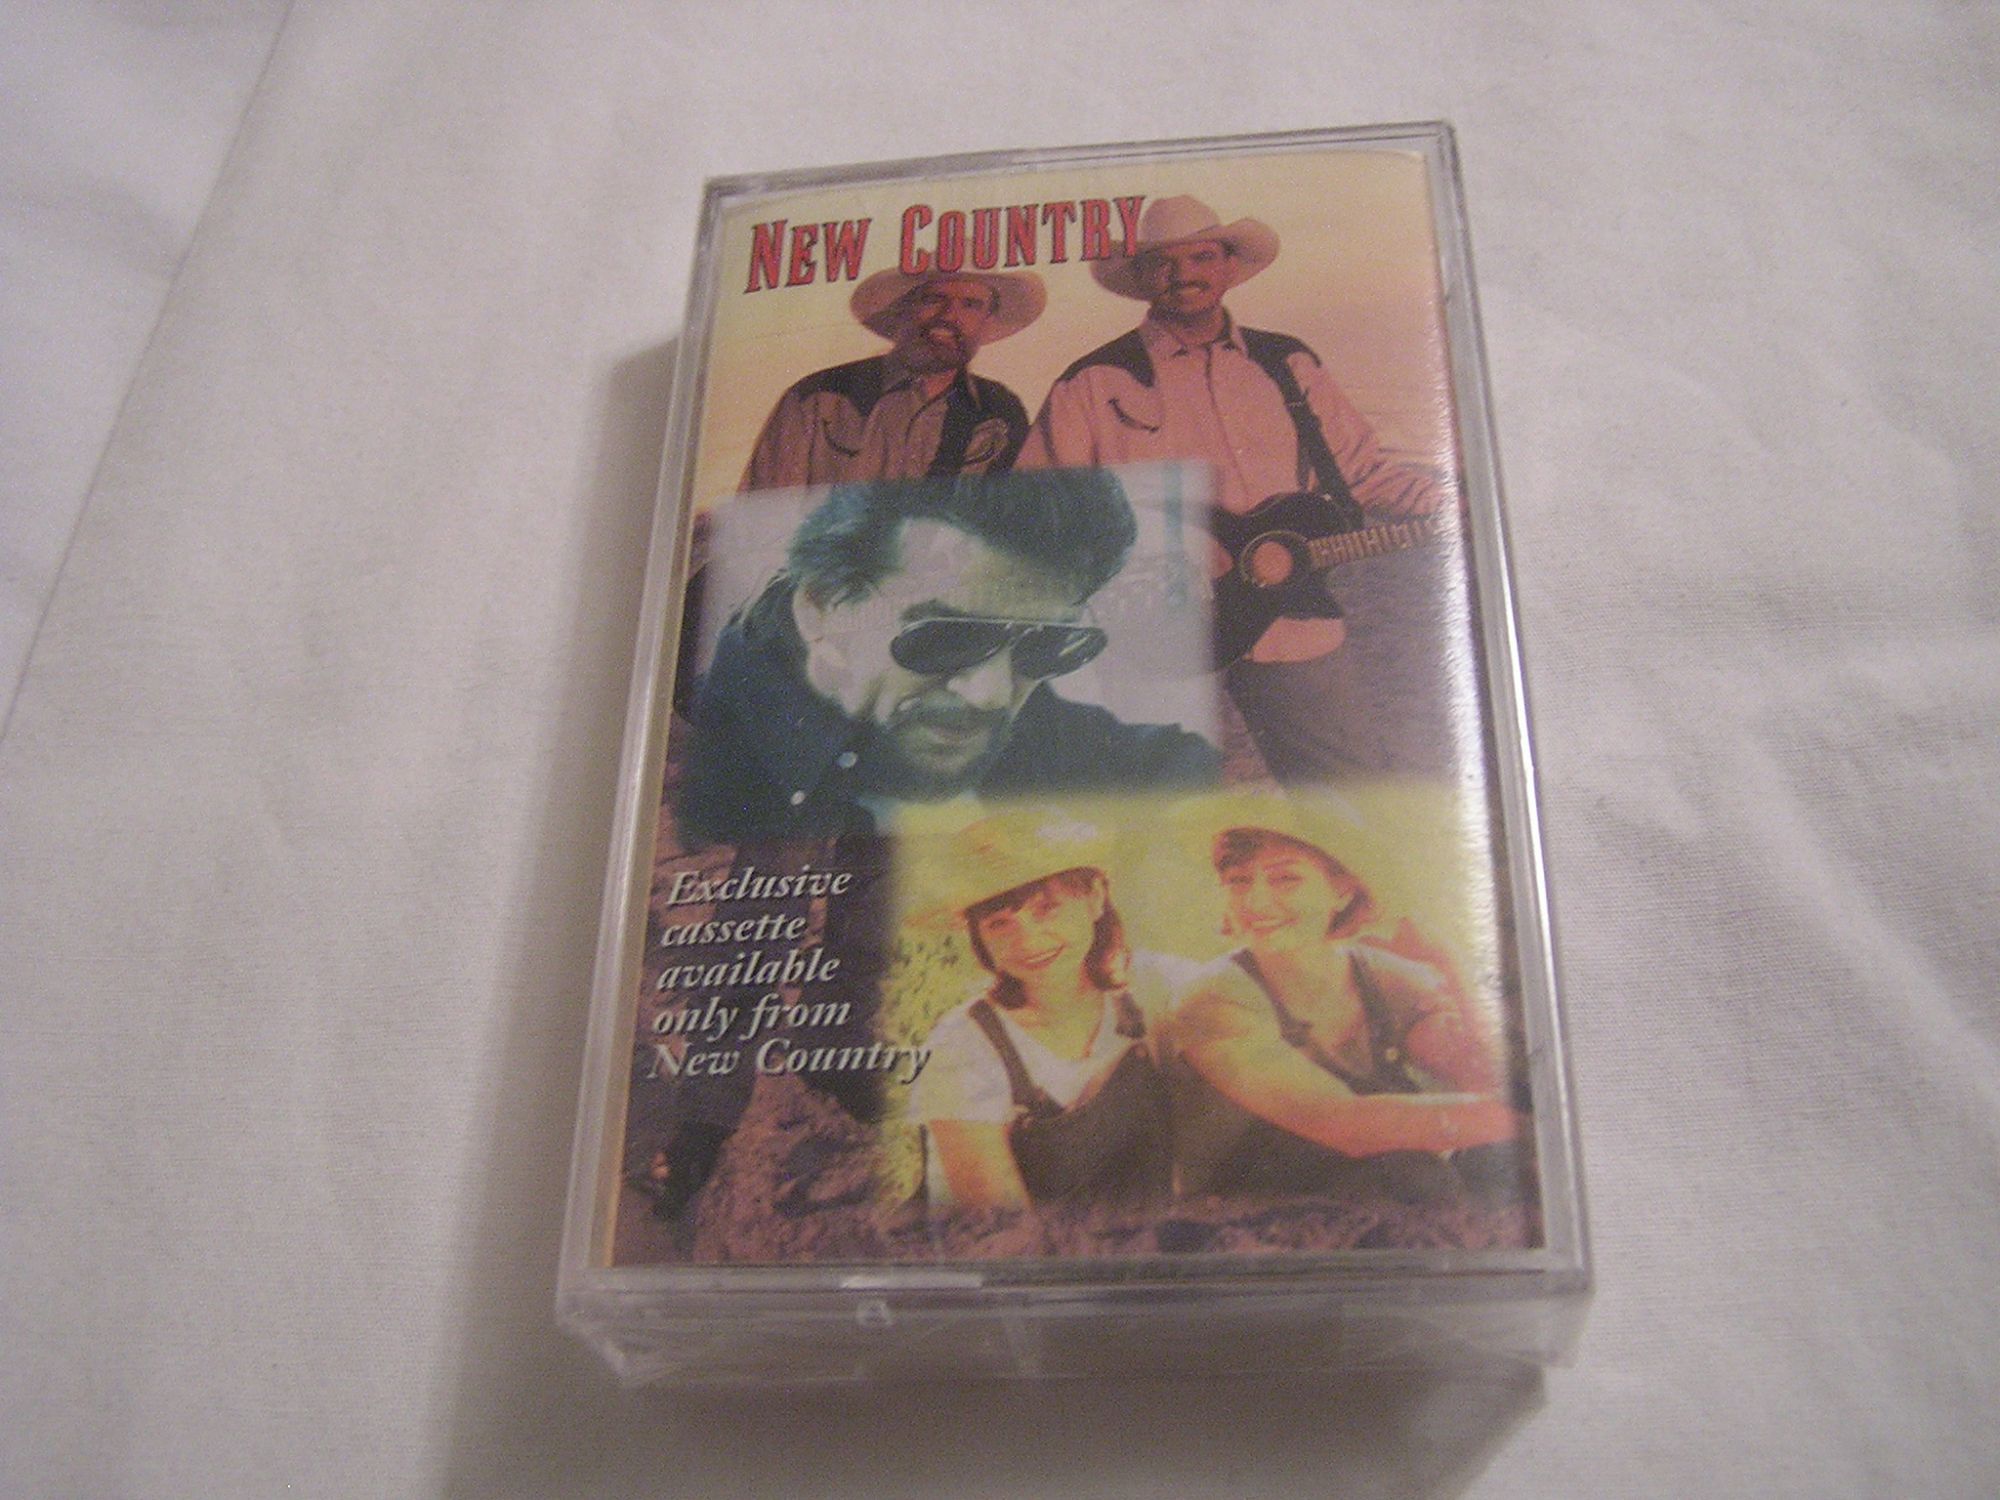 NEW COUNTRY
Exclusive
cassette
available
only from
New Country